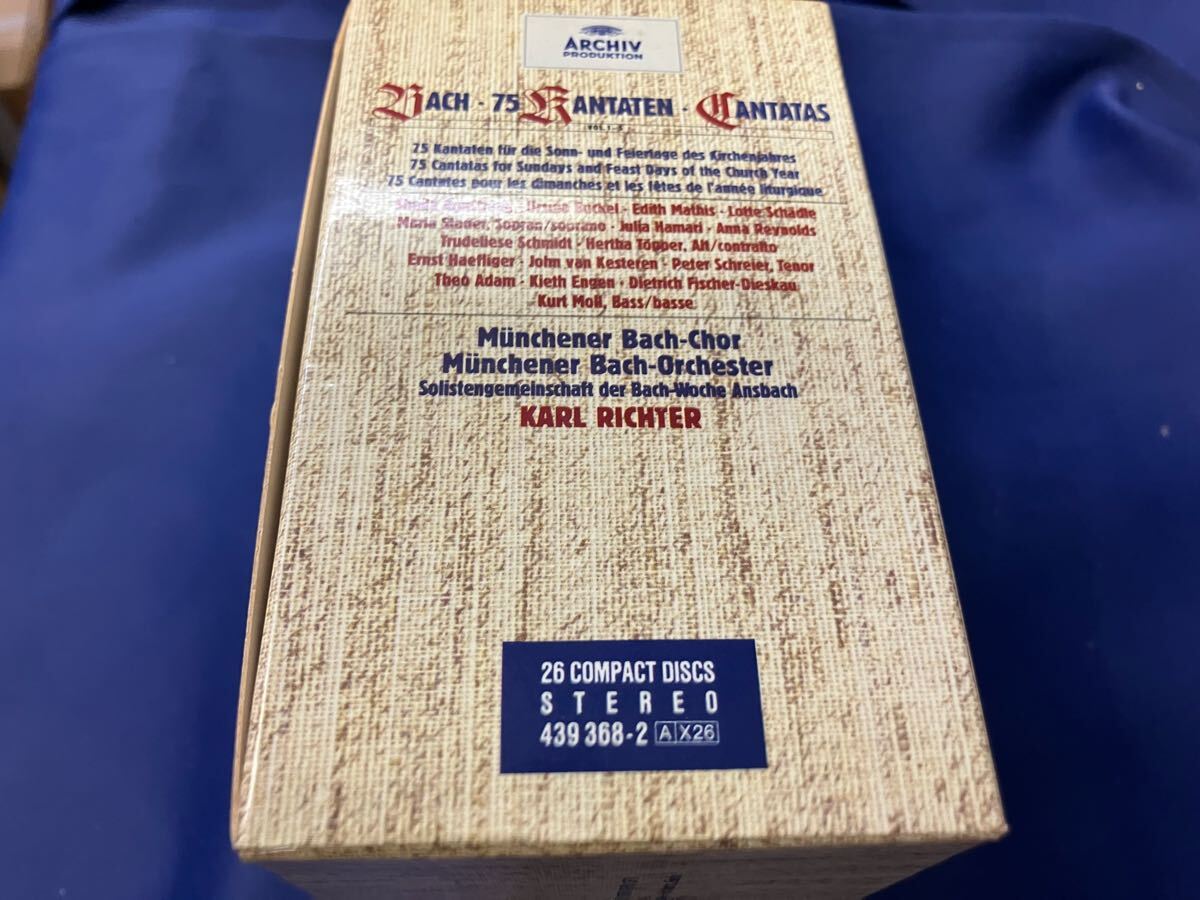 ARCHIV
PRODUKTION
BACH · 75 KANTATEN · CANTATAS
VOL. 1-5
75 Kantaten für die Sonn- und Feiertage des Kirchenjahres
75 Cantatas for Sundays and Feast Days of the Church Year
75 Cantates pour les dimanches et les fêtes de l'année liturgique
Edith Mathis · Lotte Schädle
Maria Stader, Sopran/soprano · Julia Hamari · Anna Reynolds
Trudeliese Schmidt · Hertha Töpper, Alt/contralto
Ernst Haefliger · John van Kesteren · Peter Schreier, Tenor
Theo Adam · Kieth Engen · Dietrich Fischer-Dieskau
Kurt Moll, Bass/basse
Münchener Bach-Chor
Münchener Bach-Orchester
Solistengemeinschaft der Bach-Woche Ansbach
KARL RICHTER
26 COMPACT DISCS
STEREO
439 368-2 A X26